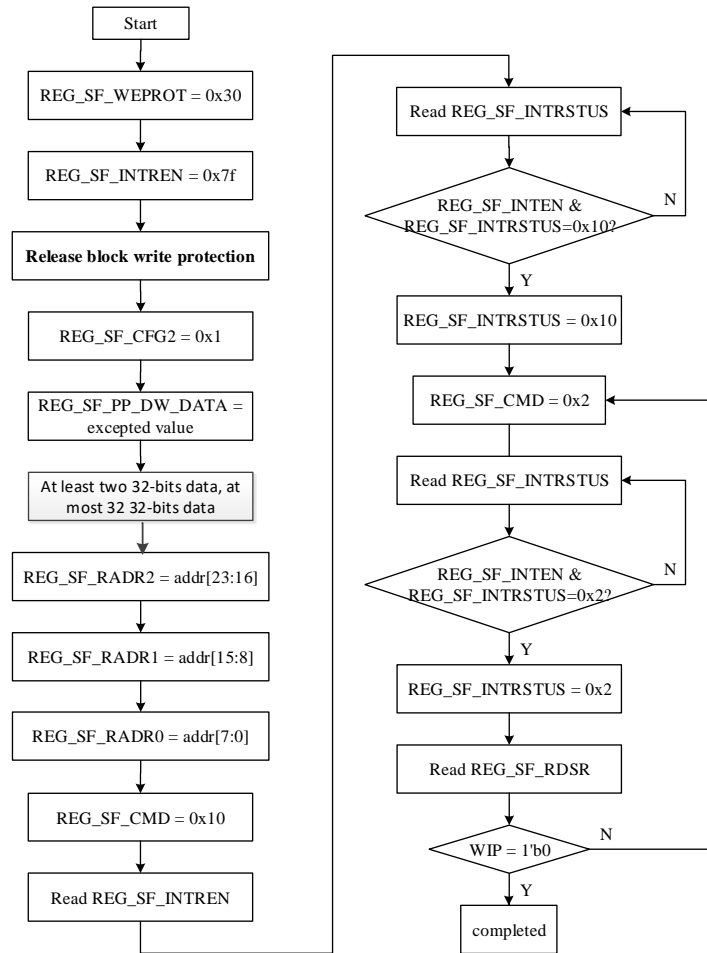 Start
REG_SF_WEPROT = 0x30
REG_SF_INTREN = 0x7f
Release block write protection
REG_SF_CFG2 = 0x1
REG_SF_PP_DW_DATA =
excepted value
At least two 32-bits data, at
most 32 32-bits data
REG_SF_RADR2 = addr[23:16]
REG_SF_RADR1 = addr[15:8]
REG_SF_RADR0 = addr[7:0]
REG_SF_CMD = 0x10
Read REG_SF_INTREN
Read REG_SF_INTRSTUS
REG_SF_INTEN &
REG_SF_INTRSTUS=0x10?
N
Y
REG_SF_INTRSTUS = 0x10
REG_SF_CMD = 0x2
Read REG_SF_INTRSTUS
REG_SF_INTEN &
REG_SF_INTRSTUS=0x2?
N
Y
REG_SF_INTRSTUS = 0x2
Read REG_SF_RDSR
WIP = 1'b0
N
Y
completed